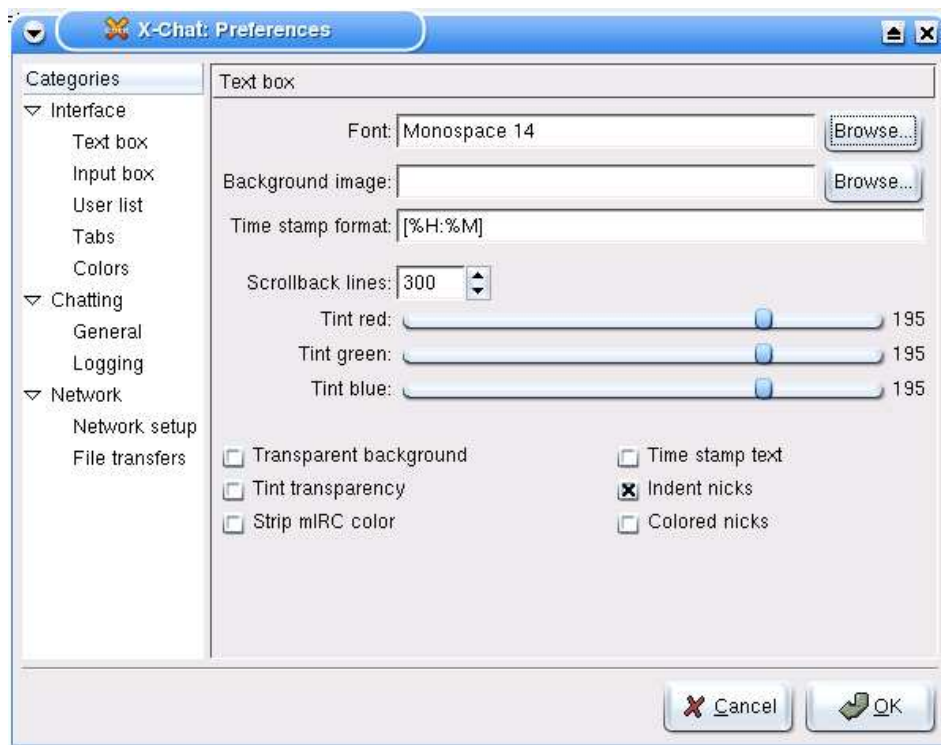 X-Chat: Preferences
Categories
Interface
Text box
Input box
User list
Tabs
Colors
Chatting
General
Logging
Network
Network setup
File transfers
Text box
Font: Monospace 14 Browse...
Background image: Browse...
Time stamp format: [%H:%M]
Scrollback lines: 300
Tint red: 195
Tint green: 195
Tint blue: 195
Transparent background
Tint transparency
Strip mIRC color
Time stamp text
Indent nicks
Colored nicks
Cancel
OK